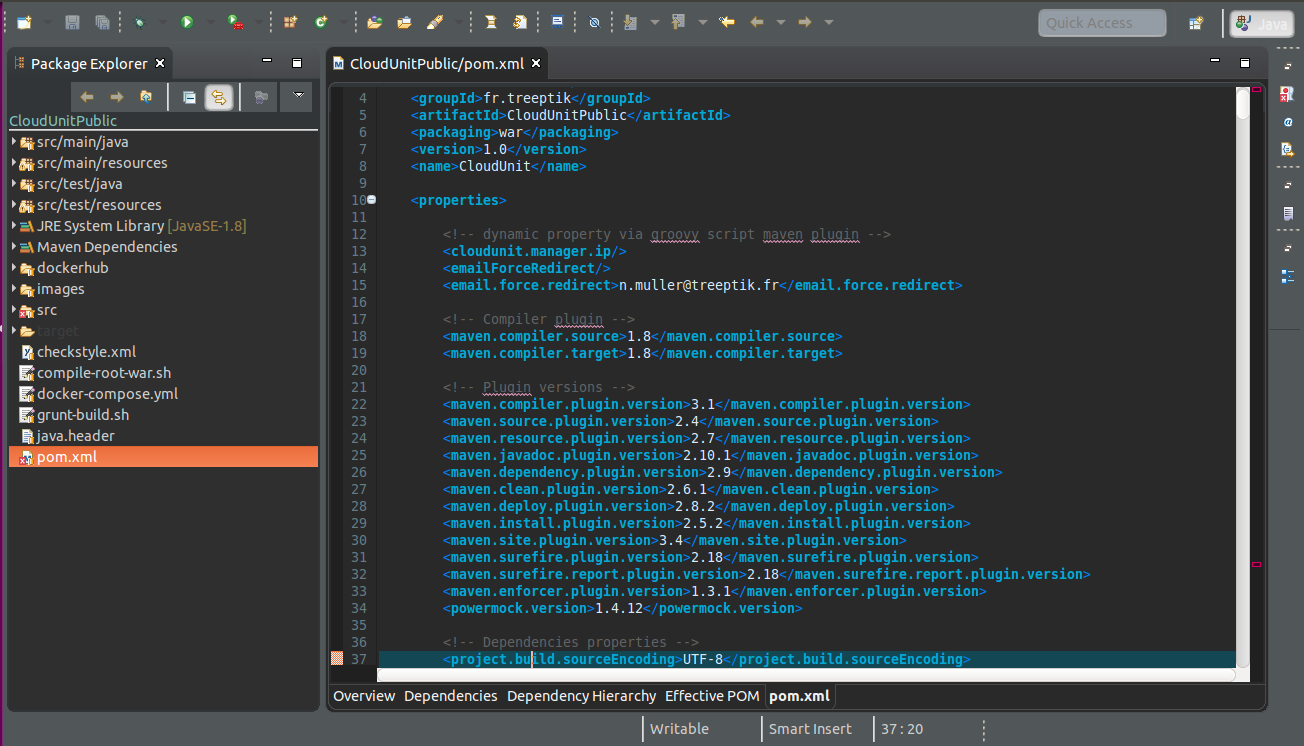 Quick Access
Java
Package Explorer
CloudUnitPublic
src/main/java
src/main/resources
src/test/java
src/test/resources
JRE System Library [JavaSE-1.8]
Maven Dependencies
dockerhub
images
src
target
checkstyle.xml
compile-root-war.sh
docker-compose.yml
grunt-build.sh
java.header
pom.xml
CloudUnitPublic/pom.xml
4 <groupId>fr.treeptik</groupId>
5 <artifactId>CloudUnitPublic</artifactId>
6 <packaging>war</packaging>
7 <version>1.0</version>
8 <name>CloudUnit</name>
9
10 <properties>
11
12 <!-- dynamic property via groovy script maven plugin -->
13 <cloudunit.manager.ip/>
14 <emailForceRedirect/>
15 <email.force.redirect>n.muller@treeptik.fr</email.force.redirect>
16
17 <!-- Compiler plugin -->
18 <maven.compiler.source>1.8</maven.compiler.source>
19 <maven.compiler.target>1.8</maven.compiler.target>
20
21 <!-- Plugin versions -->
22 <maven.compiler.plugin.version>3.1</maven.compiler.plugin.version>
23 <maven.source.plugin.version>2.4</maven.source.plugin.version>
24 <maven.resource.plugin.version>2.7</maven.resource.plugin.version>
25 <maven.javadoc.plugin.version>2.10.1</maven.javadoc.plugin.version>
26 <maven.dependency.plugin.version>2.9</maven.dependency.plugin.version>
27 <maven.clean.plugin.version>2.6.1</maven.clean.plugin.version>
28 <maven.deploy.plugin.version>2.8.2</maven.deploy.plugin.version>
29 <maven.install.plugin.version>2.5.2</maven.install.plugin.version>
30 <maven.site.plugin.version>3.4</maven.site.plugin.version>
31 <maven.surefire.plugin.version>2.18</maven.surefire.plugin.version>
32 <maven.surefire.report.plugin.version>2.18</maven.surefire.report.plugin.version>
33 <maven.enforcer.plugin.version>1.3.1</maven.enforcer.plugin.version>
34 <powermock.version>1.4.12</powermock.version>
35
36 <!-- Dependencies properties -->
37 <project.build.sourceEncoding>UTF-8</project.build.sourceEncoding>
Overview Dependencies Dependency Hierarchy Effective POM pom.xml
Writable Smart Insert 37 : 20